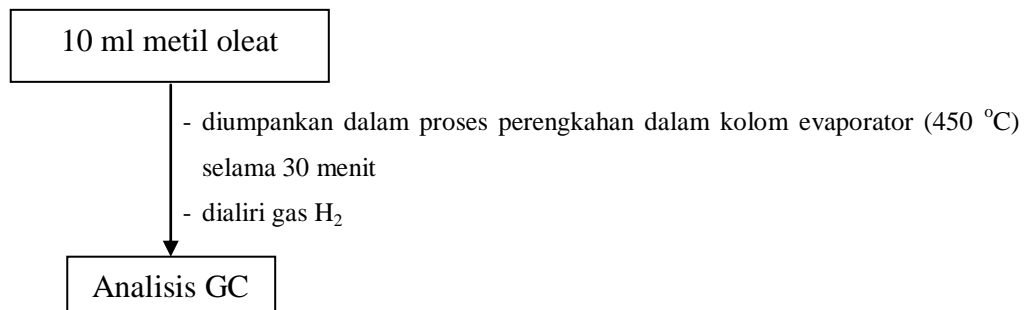 10 ml metil oleat
- diumpankan dalam proses perengkahan dalam kolom evaporator (450 °C)
selama 30 menit
- dialiri gas H₂
Analisis GC